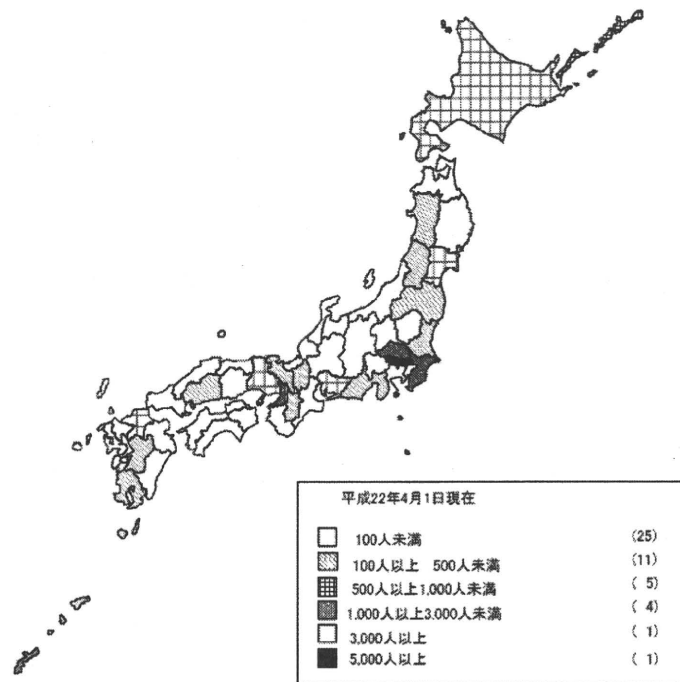 平成22年4月1日現在
100人未満 (25)
100人以上 500人未満 (11)
500人以上1,000人未満 ( 5)
1,000人以上3,000人未満 ( 4)
3,000人以上 ( 1)
5,000人以上 ( 1)